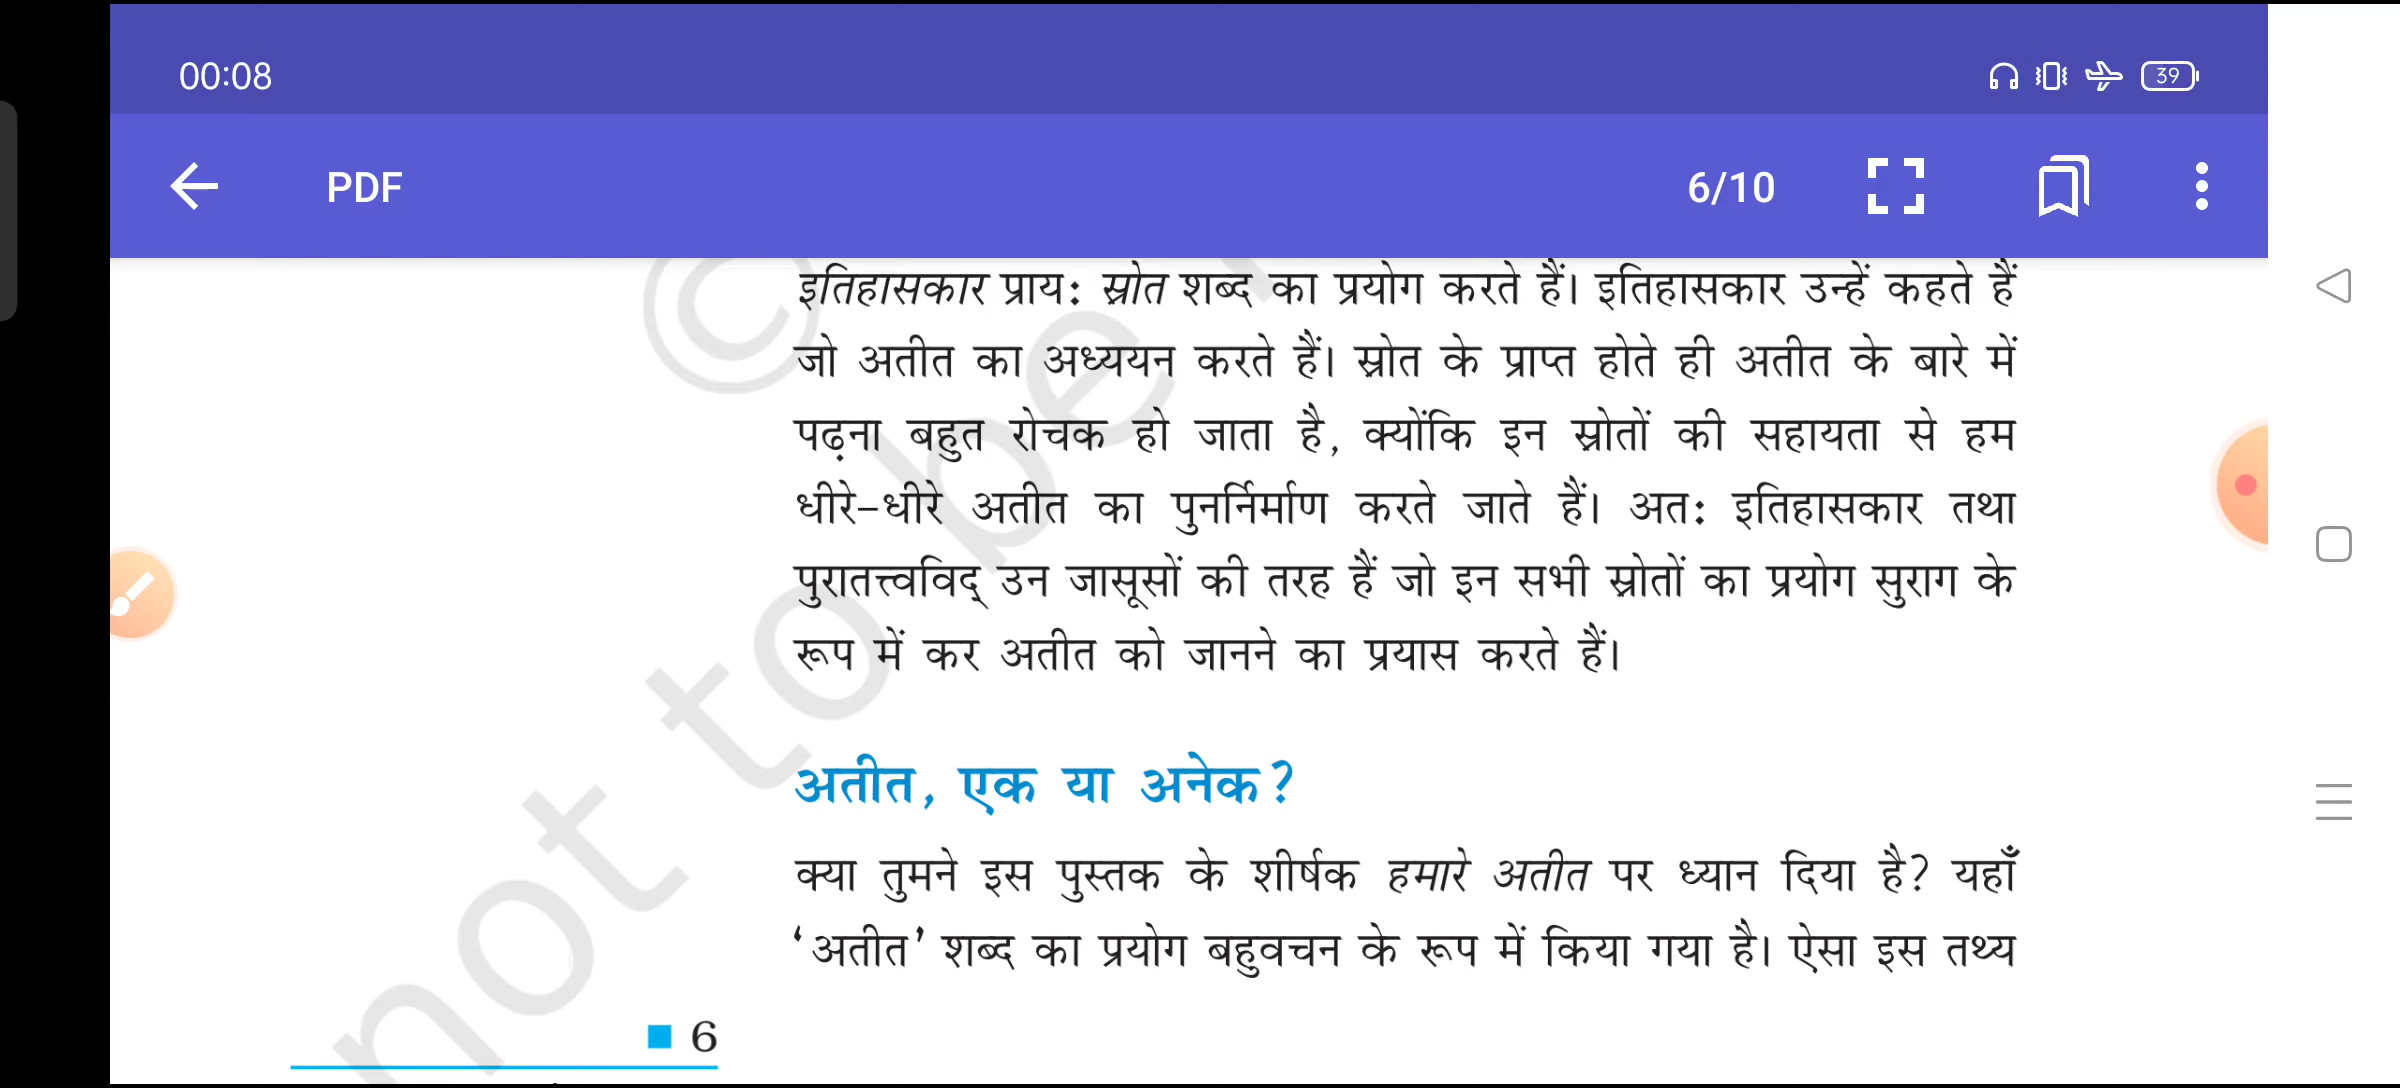 00:08
39
PDF
6/10
इतिहासकार प्राय: स्रोत शब्द का प्रयोग करते हैं। इतिहासकार उन्हें कहते हैं
जो अतीत का अध्ययन करते हैं। स्रोत के प्राप्त होते ही अतीत के बारे में
पढ़ना बहुत रोचक हो जाता है, क्योंकि इन स्रोतों की सहायता से हम
धीरे-धीरे अतीत का पुनर्निर्माण करते जाते हैं। अत: इतिहासकार तथा
पुरातत्त्वविद् उन जासूसों की तरह हैं जो इन सभी स्रोतों का प्रयोग सुराग के
रूप में कर अतीत को जानने का प्रयास करते हैं।
अतीत, एक या अनेक?
क्या तुमने इस पुस्तक के शीर्षक हमारे अतीत पर ध्यान दिया है? यहाँ
‘अतीत’ शब्द का प्रयोग बहुवचन के रूप में किया गया है। ऐसा इस तथ्य
6
© not to be